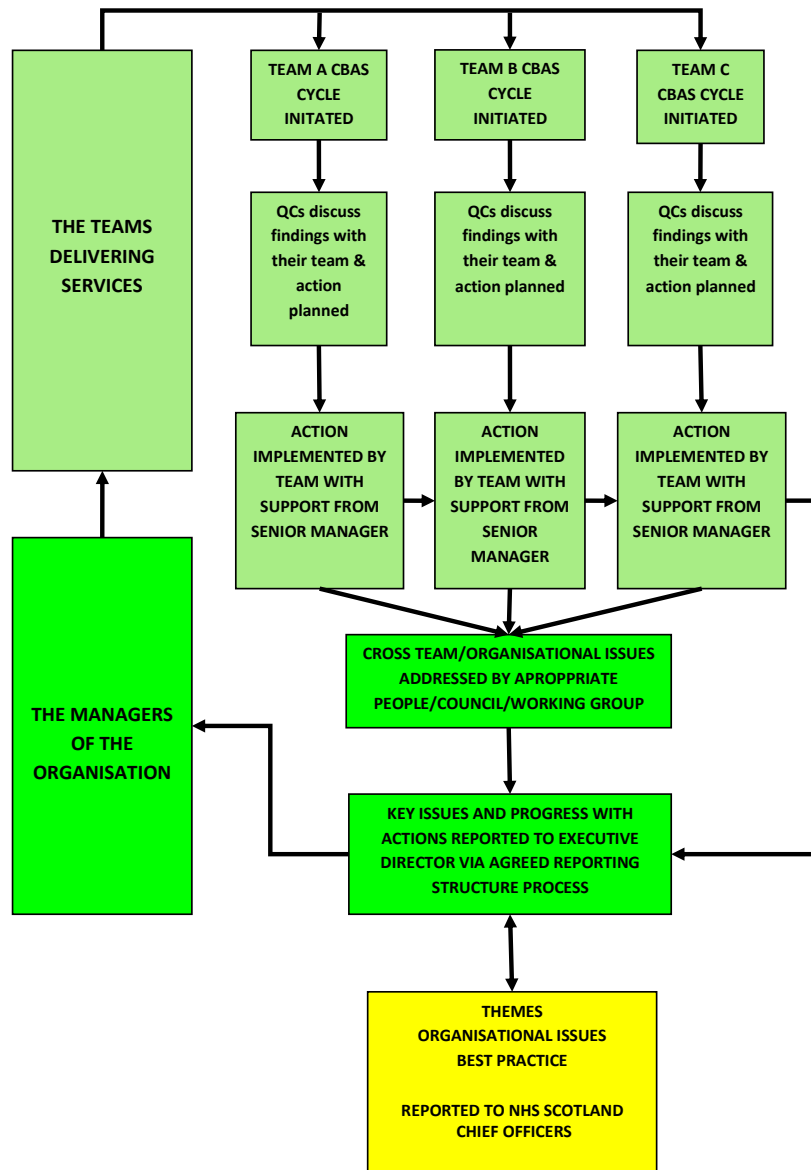 TEAM A CBAS
CYCLE
INITATED
TEAM B CBAS
CYCLE
INITIATED
TEAM C
CBAS CYCLE
INITIATED
THE TEAMS
DELIVERING
SERVICES
QCs discuss
findings with
their team &
action
planned
QCs discuss
findings with
their team &
action planned
QCs discuss
findings with
their team &
action planned
ACTION
IMPLEMENTED BY
TEAM WITH
SUPPORT FROM
SENIOR MANAGER
ACTION
IMPLEMENTED
BY TEAM WITH
SUPPORT FROM
SENIOR
MANAGER
ACTION
IMPLEMENTED BY
TEAM WITH
SUPPORT FROM
SENIOR MANAGER
CROSS TEAM/ORGANISATIONAL ISSUES
ADDRESSED BY APROPPRIATE
PEOPLE/COUNCIL/WORKING GROUP
THE MANAGERS
OF THE
ORGANISATION
KEY ISSUES AND PROGRESS WITH
ACTIONS REPORTED TO EXECUTIVE
DIRECTOR VIA AGREED REPORTING
STRUCTURE PROCESS
THEMES
ORGANISATIONAL ISSUES
BEST PRACTICE
REPORTED TO NHS SCOTLAND
CHIEF OFFICERS